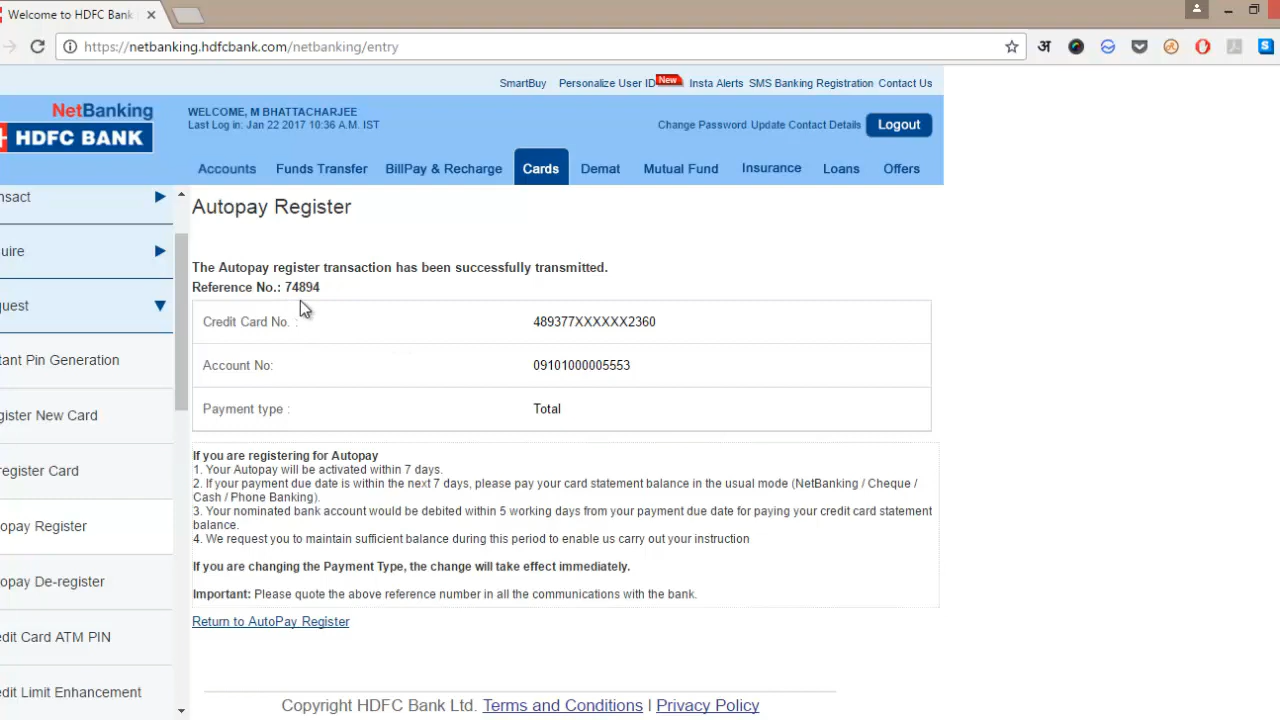 Welcome to HDFC Bank
https://netbanking.hdfcbank.com/netbanking/entry
अ
SmartBuy Personalize User ID New Insta Alerts SMS Banking Registration Contact Us
NetBanking
HDFC BANK
WELCOME, M BHATTACHARJEE
Last Log in: Jan 22 2017 10:36 A.M. IST
Change Password Update Contact Details Logout
Accounts Funds Transfer BillPay & Recharge Cards Demat Mutual Fund Insurance Loans Offers
nsact
uire
quest
tant Pin Generation
gister New Card
register Card
opay Register
opay De-register
edit Card ATM PIN
edit Limit Enhancement
Autopay Register
The Autopay register transaction has been successfully transmitted.
Reference No.: 74894
Credit Card No. : 489377XXXXXX2360
Account No: 09101000005553
Payment type : Total
If you are registering for Autopay
1. Your Autopay will be activated within 7 days.
2. If your payment due date is within the next 7 days, please pay your card statement balance in the usual mode (NetBanking / Cheque /
Cash / Phone Banking).
3. Your nominated bank account would be debited within 5 working days from your payment due date for paying your credit card statement
balance.
4. We request you to maintain sufficient balance during this period to enable us carry out your instruction
If you are changing the Payment Type, the change will take effect immediately.
Important: Please quote the above reference number in all the communications with the bank.
Return to AutoPay Register
Copyright HDFC Bank Ltd. Terms and Conditions | Privacy Policy